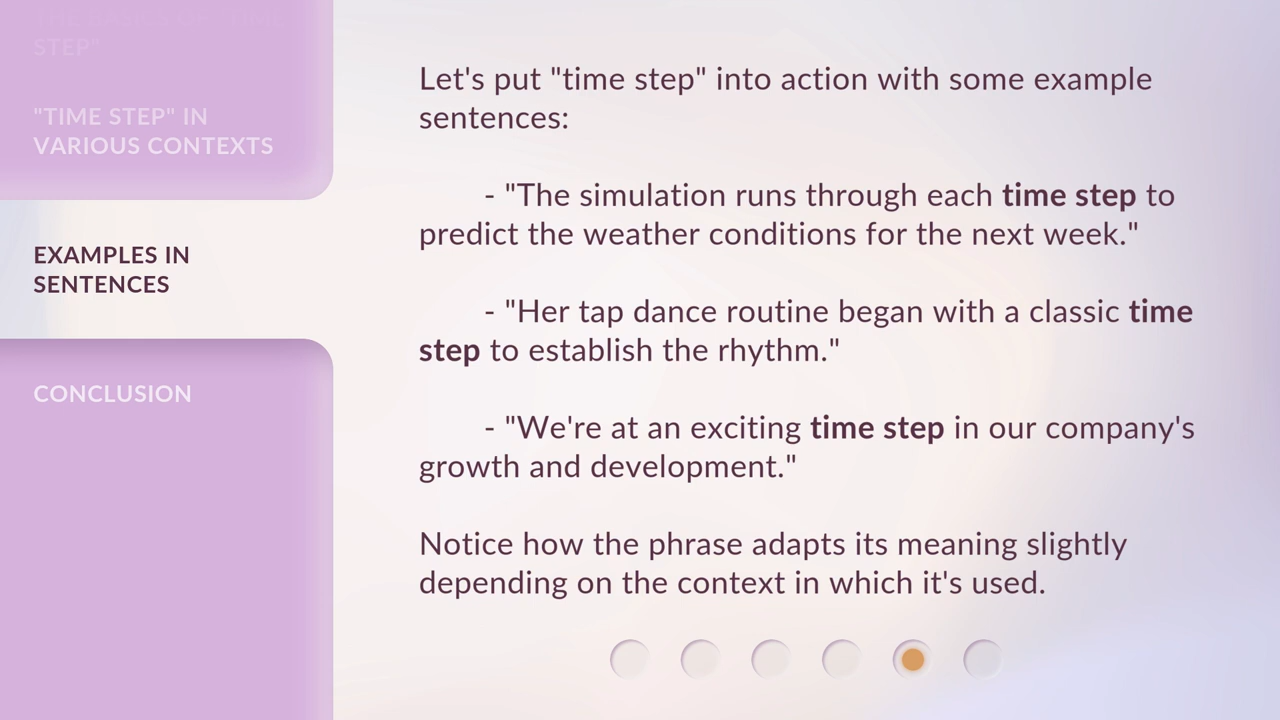 STEP"
"TIME STEP" IN
VARIOUS CONTEXTS
EXAMPLES IN
SENTENCES
CONCLUSION
Let's put "time step" into action with some example
sentences:
- "The simulation runs through each time step to
predict the weather conditions for the next week."
- "Her tap dance routine began with a classic time
step to establish the rhythm."
- "We're at an exciting time step in our company's
growth and development."
Notice how the phrase adapts its meaning slightly
depending on the context in which it's used.